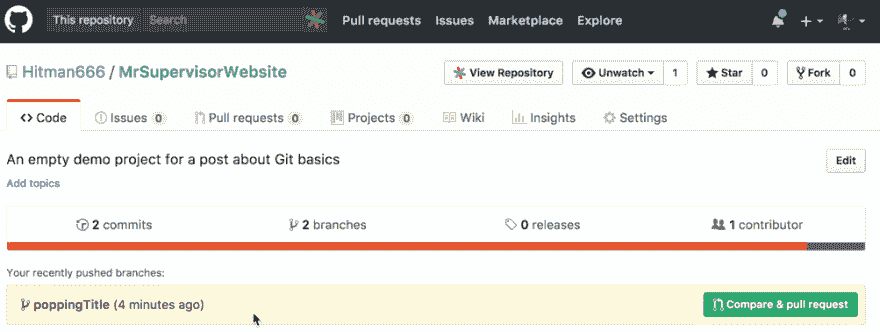 This repository Search Pull requests Issues Marketplace Explore
Hitman666 / MrSupervisorWebsite View Repository Unwatch 1 Star 0 Fork 0
Code Issues 0 Pull requests 0 Projects 0 Wiki Insights Settings
An empty demo project for a post about Git basics Edit
Add topics
2 commits 2 branches 0 releases 1 contributor
Your recently pushed branches:
poppingTitle (4 minutes ago) Compare & pull request